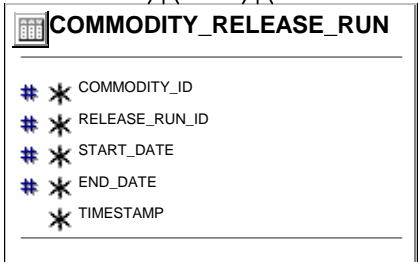 COMMODITY_RELEASE_RUN
# * COMMODITY_ID
# * RELEASE_RUN_ID
# * START_DATE
# * END_DATE
* TIMESTAMP